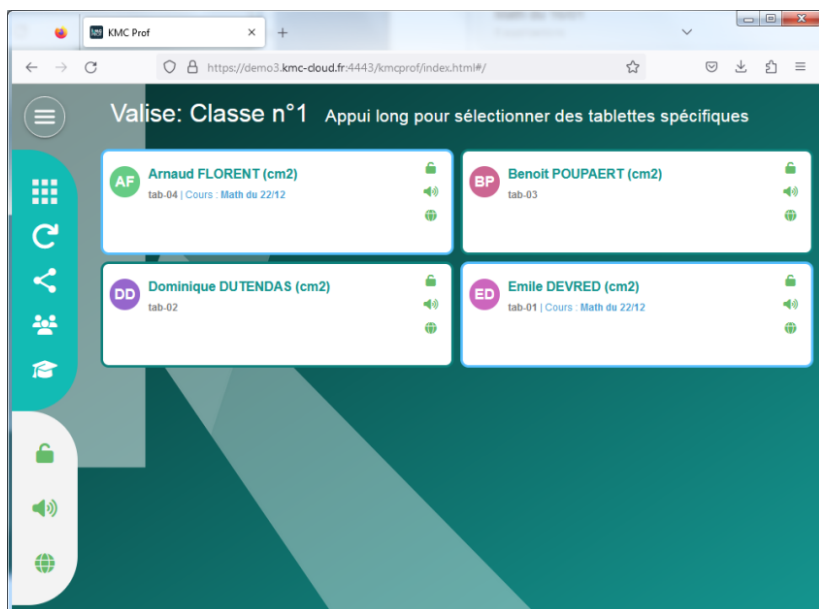 KMC Prof
https://demo3.kmc-cloud.fr:4443/kmcprof/index.html#/
Valise: Classe n°1 Appui long pour sélectionner des tablettes spécifiques
AF
Arnaud FLORENT (cm2)
tab-04 | Cours : Math du 22/12
BP
Benoit POUPAERT (cm2)
tab-03
DD
Dominique DUTENDAS (cm2)
tab-02
ED
Emile DEVRED (cm2)
tab-01 | Cours : Math du 22/12